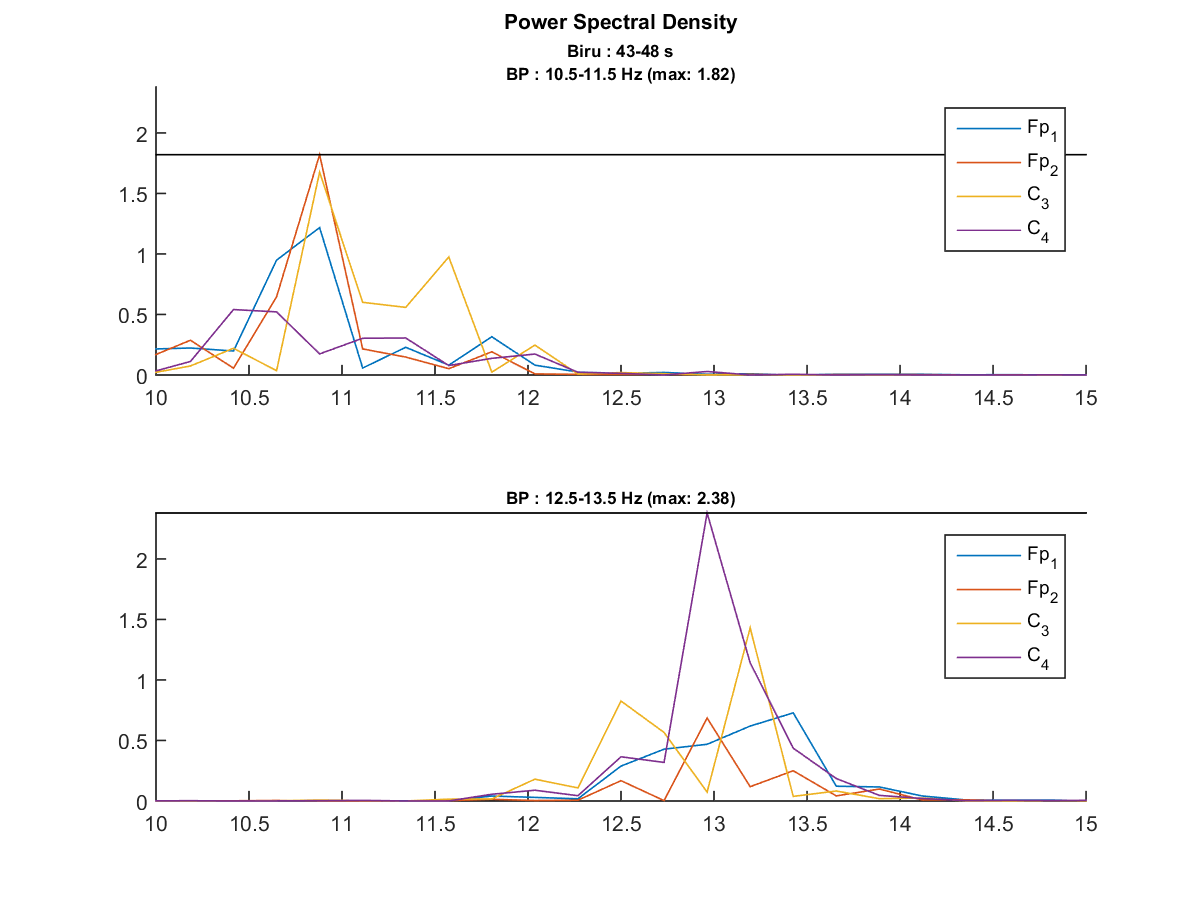 Power Spectral Density
Biru : 43-48 s
BP : 10.5-11.5 Hz (max: 1.82)
2
1.5
1
0.5
0
10 10.5 11 11.5 12 12.5 13 13.5 14 14.5 15
Fp1
Fp2
C3
C4
BP : 12.5-13.5 Hz (max: 2.38)
2
1.5
1
0.5
0
10 10.5 11 11.5 12 12.5 13 13.5 14 14.5 15
Fp1
Fp2
C3
C4